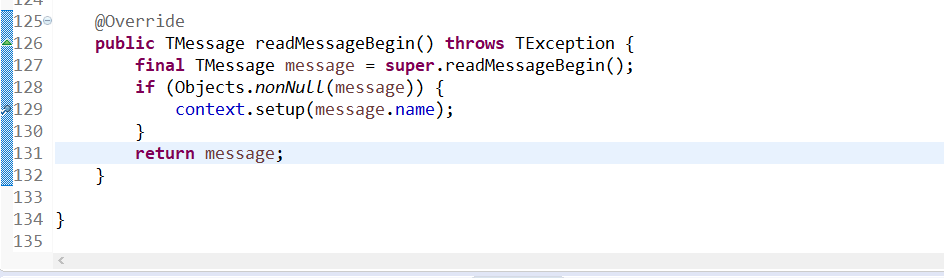 124
125 @Override
126 public TMessage readMessageBegin() throws TException {
127 final TMessage message = super.readMessageBegin();
128 if (Objects.nonNull(message)) {
129 context.setup(message.name);
130 }
131 return message;
132 }
133
134 }
135